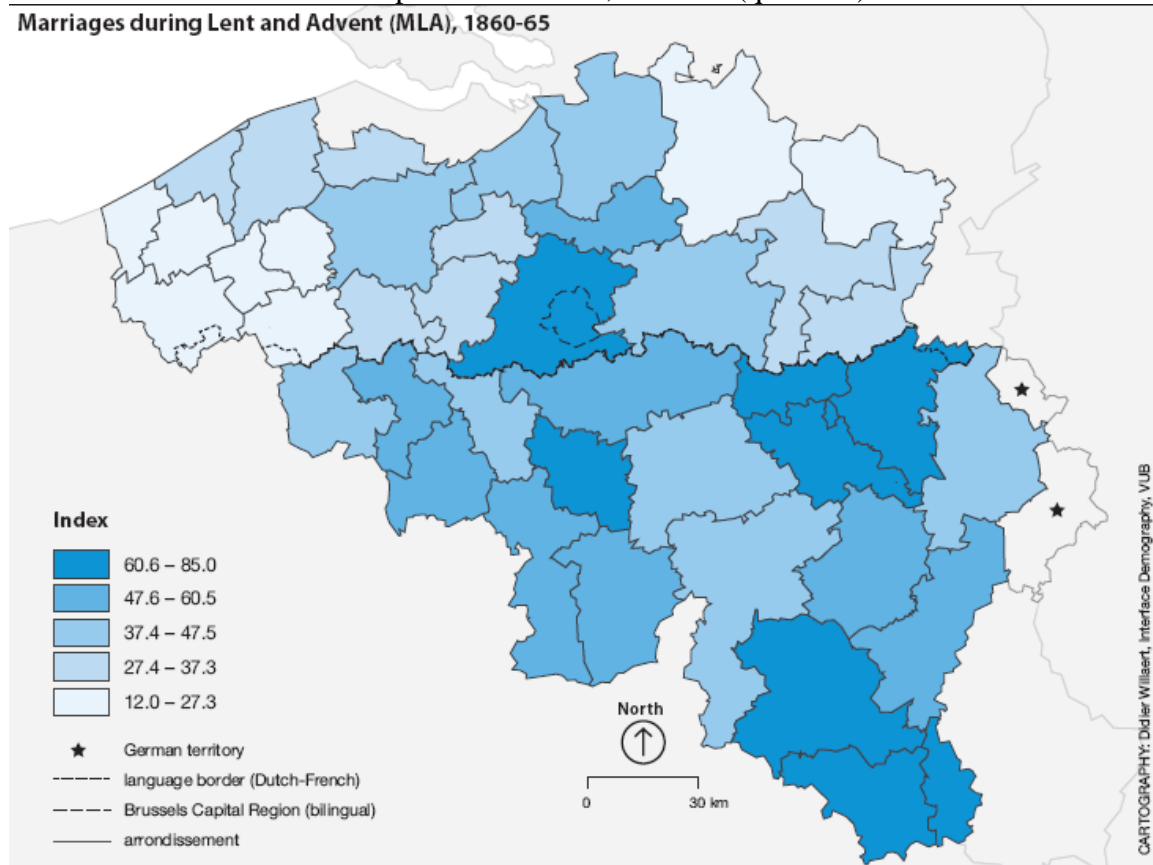 Marriages during Lent and Advent (MLA), 1860-65
Index
60.6 – 85.0
47.6 – 60.5
37.4 – 47.5
27.4 – 37.3
12.0 – 27.3
German territory
language border (Dutch-French)
Brussels Capital Region (bilingual)
arrondissement
North
0 30 km
CARTOGRAPHY: Didier Willaert, Interface Demography, VUB